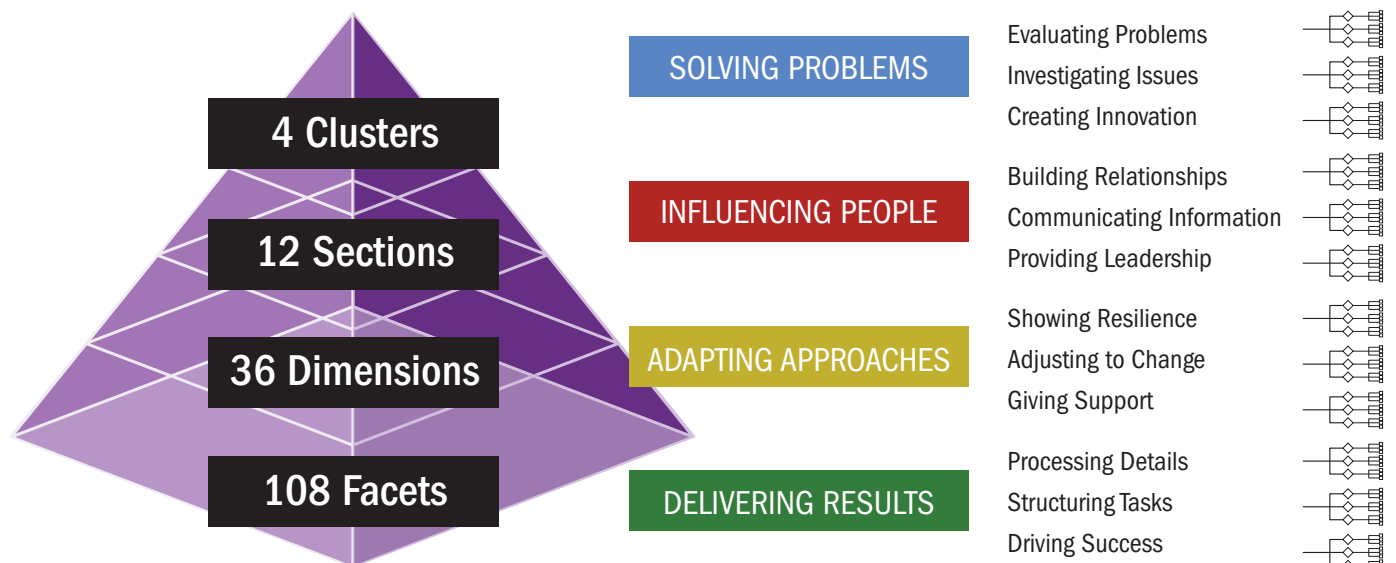 4 Clusters
12 Sections
36 Dimensions
108 Facets
SOLVING PROBLEMS
Evaluating Problems
Investigating Issues
Creating Innovation
INFLUENCING PEOPLE
Building Relationships
Communicating Information
Providing Leadership
ADAPTING APPROACHES
Showing Resilience
Adjusting to Change
Giving Support
DELIVERING RESULTS
Processing Details
Structuring Tasks
Driving Success